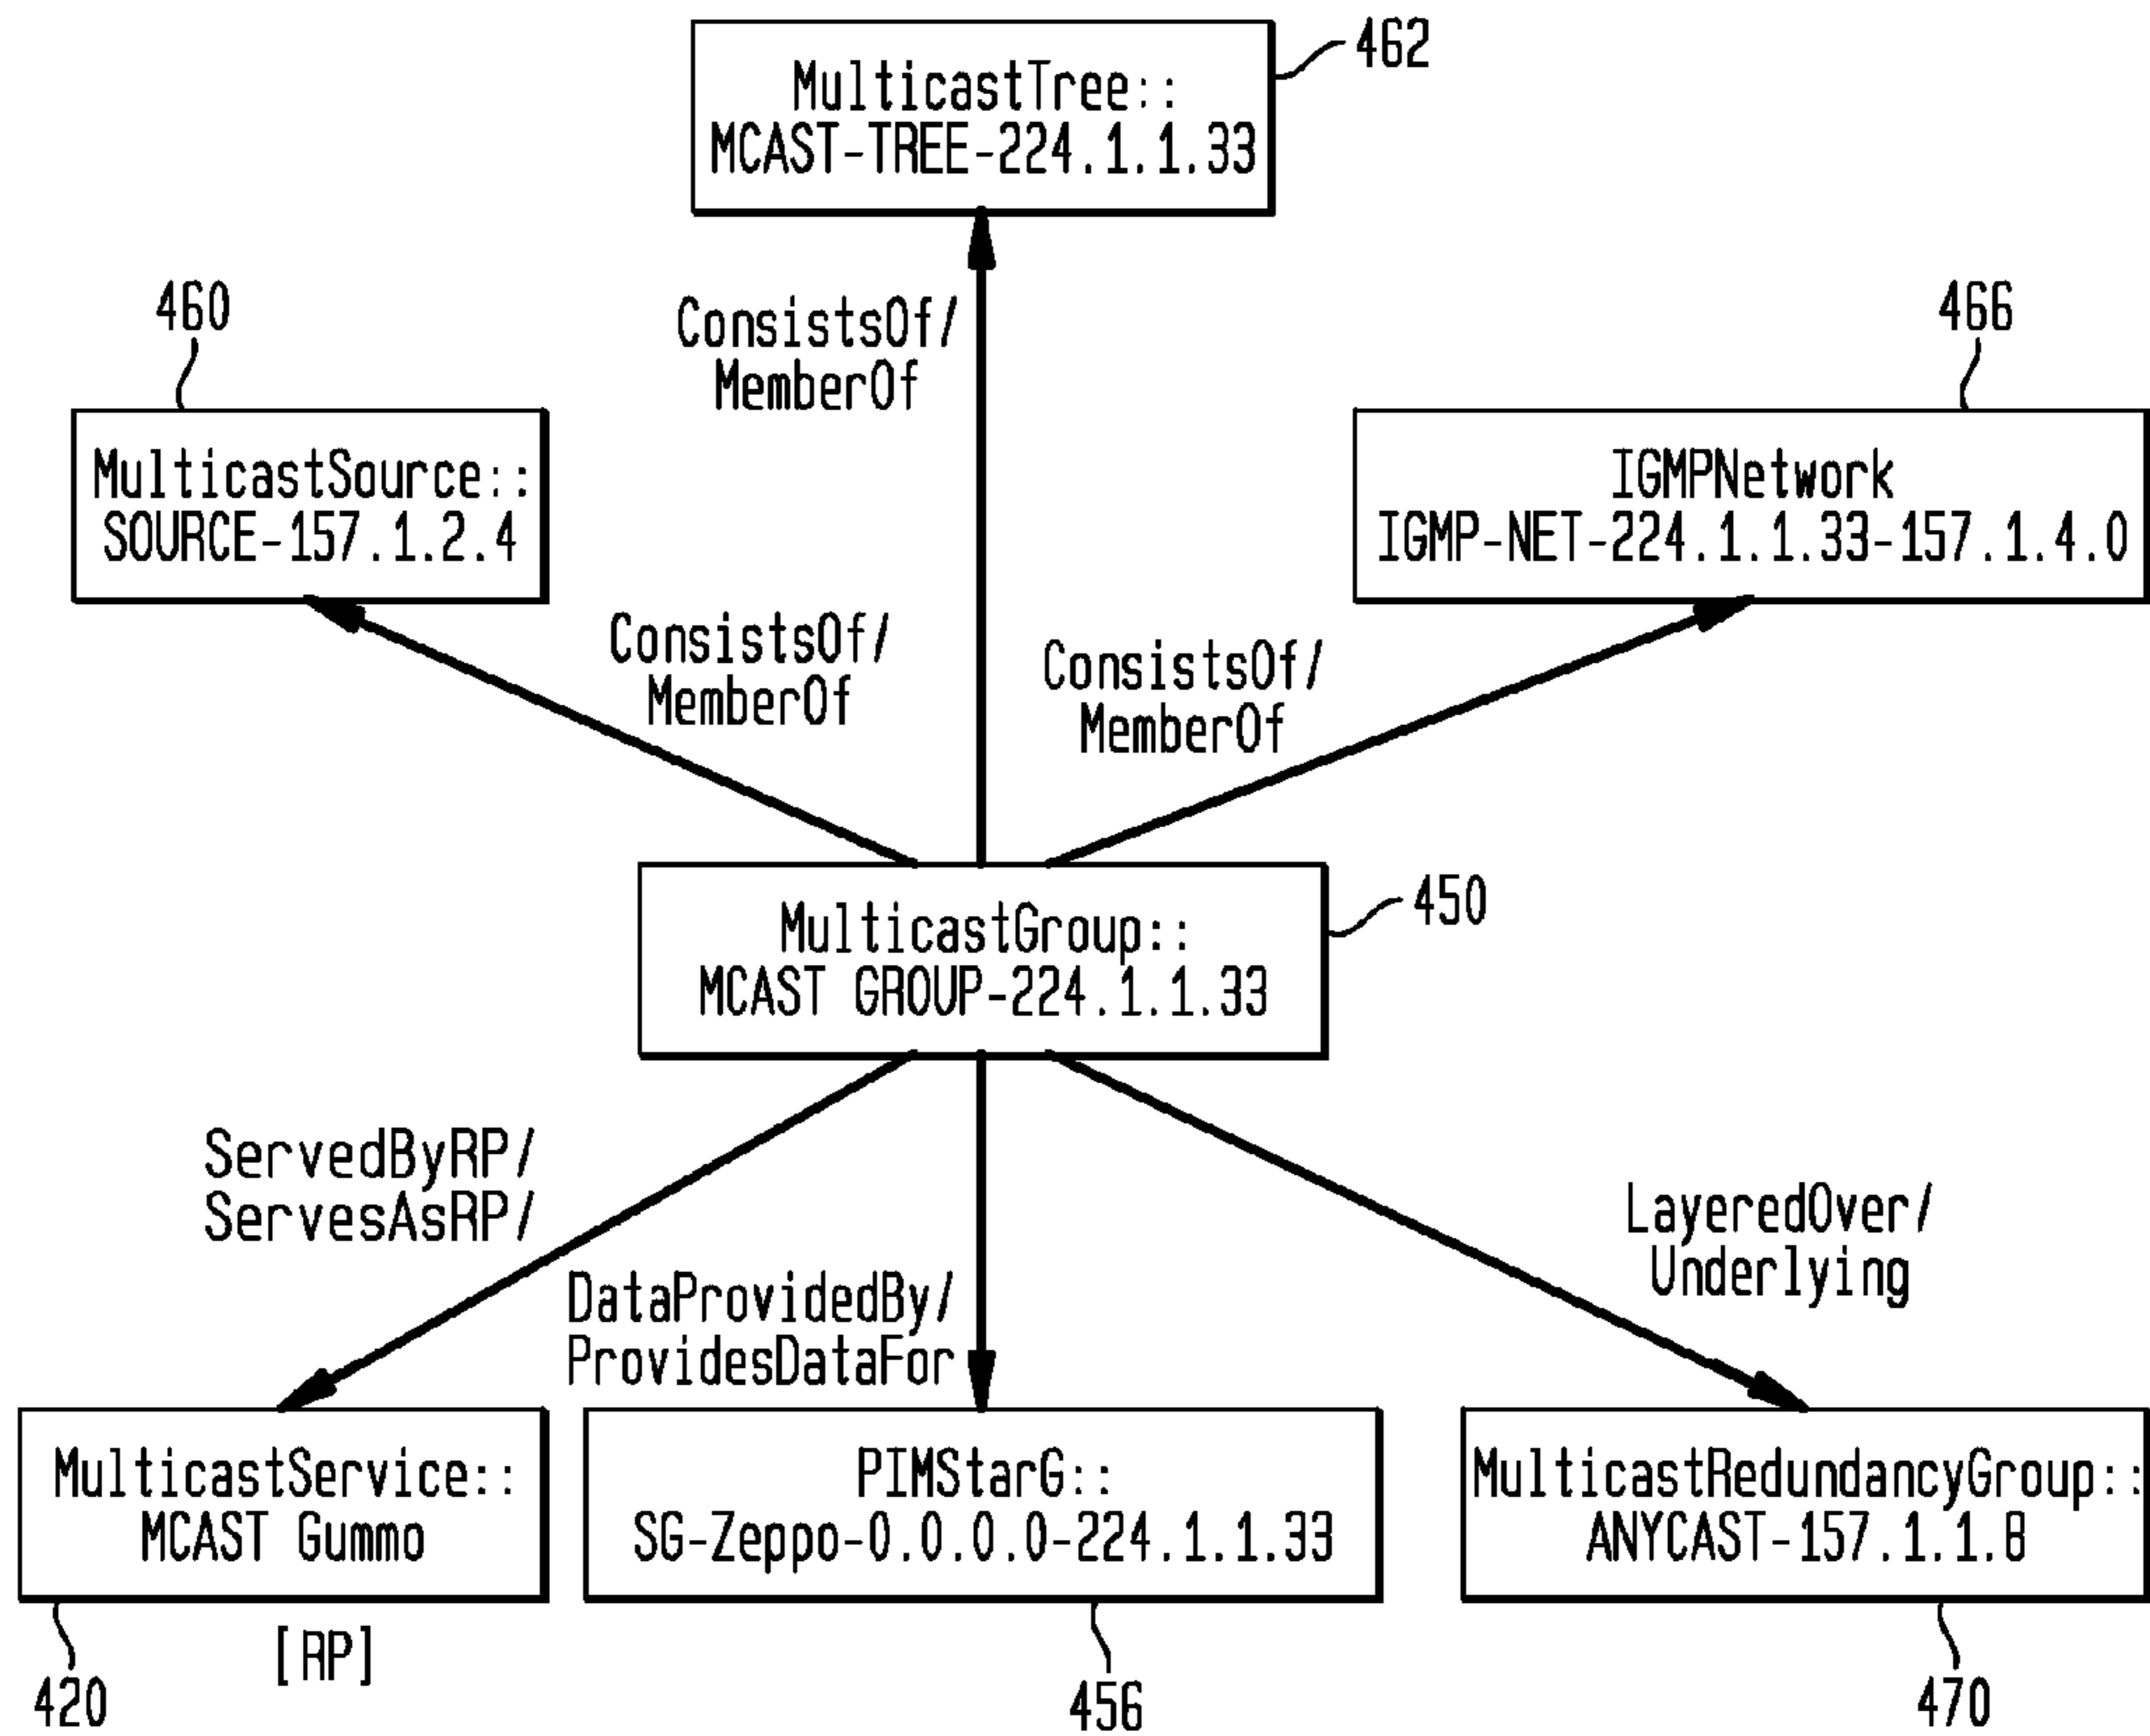 462
MulticastTree::
MCAST-TREE-224.1.1.33
460
ConsistsOf/
MemberOf
466
MulticastSource::
SOURCE-157.1.2.4
IGMPNetwork
IGMP-NET-224.1.1.33-157.1.4.0
ConsistsOf/
MemberOf
ConsistsOf/
MemberOf
450
MulticastGroup::
MCAST GROUP-224.1.1.33
ServedByRP/
ServesAsRP/
DataProvidedBy/
ProvidesDataFor
LayeredOver/
Underlying
MulticastService::
MCAST Gummo
PIMStarG::
SG-Zeppo-0.0.0.0-224.1.1.33
MulticastRedundancyGroup::
ANYCAST-157.1.1.8
[RP]
420
456
470